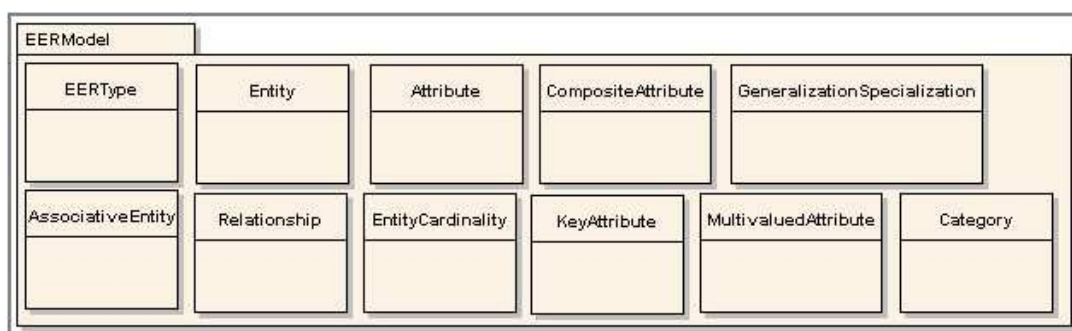 EERModel
EERType Entity Attribute CompositeAttribute GeneralizationSpecialization
AssociativeEntity Relationship EntityCardinality KeyAttribute MultivaluedAttribute Category